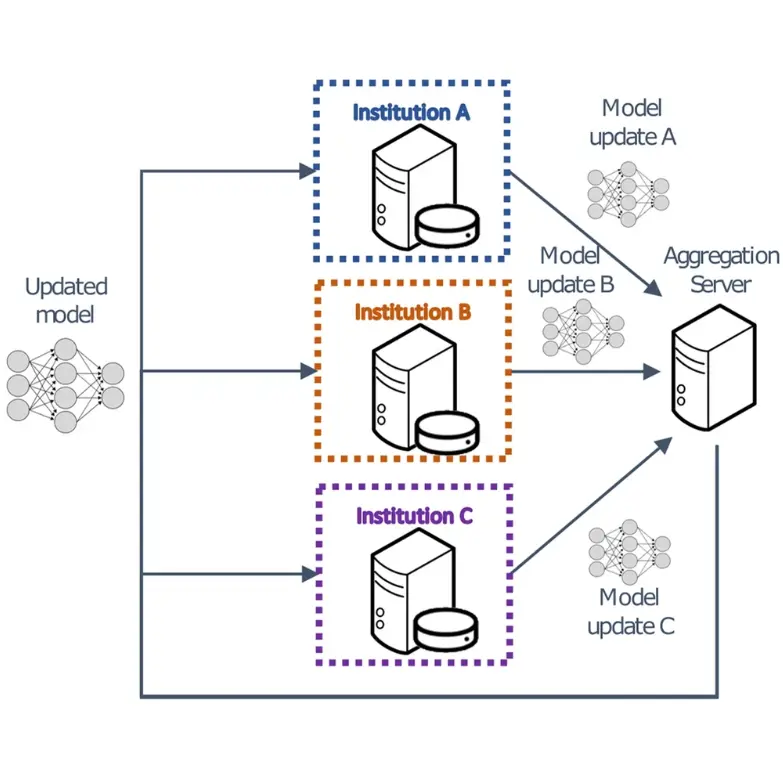 Institution A
Model
update A
Model
update B
Aggregation
Server
Updated
model
Institution B
Institution C
Model
update C